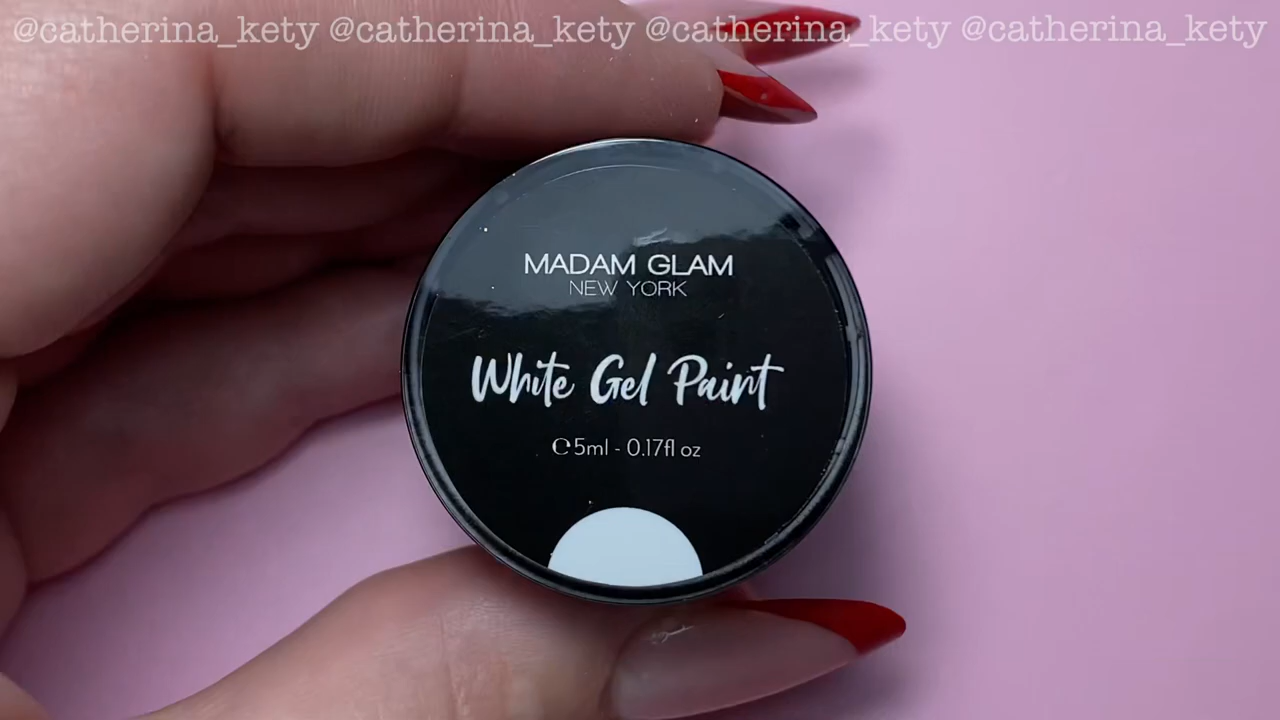 @catherina_kety @catherina_kety @catherina_kety @catherina_kety
MADAM GLAM
NEW YORK
White Gel Paint
℮5ml - 0.17fl oz